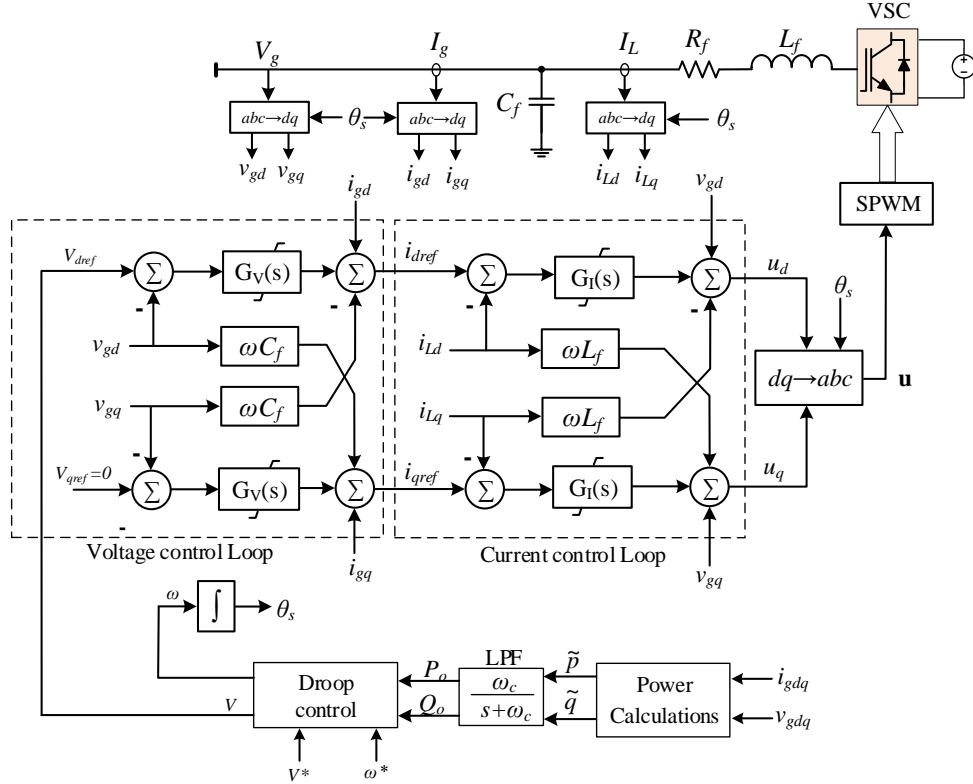 VSC
V_g
I_g
I_L
R_f
L_f
C_f
abc→dq
θ_s
abc→dq
abc→dq
θ_s
v_gd
v_gq
i_gd
i_gq
i_Ld
i_Lq
SPWM
i_gd
v_gd
V_dref
Σ
G_V(s)
Σ
i_dref
Σ
G_I(s)
Σ
u_d
θ_s
-
-
-
-
v_gd
ωC_f
i_Ld
ωL_f
dq→abc
u
v_gq
ωC_f
i_Lq
ωL_f
-
-
V_qref=0
Σ
G_V(s)
Σ
i_qref
Σ
G_I(s)
Σ
u_q
-
Voltage control Loop
i_gq
Current control Loop
v_gq
ω
∫
θ_s
LPF
V
Droop
control
P_o
Q_o
ω_c
s+ω_c
p̃
q̃
Power
Calculations
i_gdq
v_gdq
V*
ω*